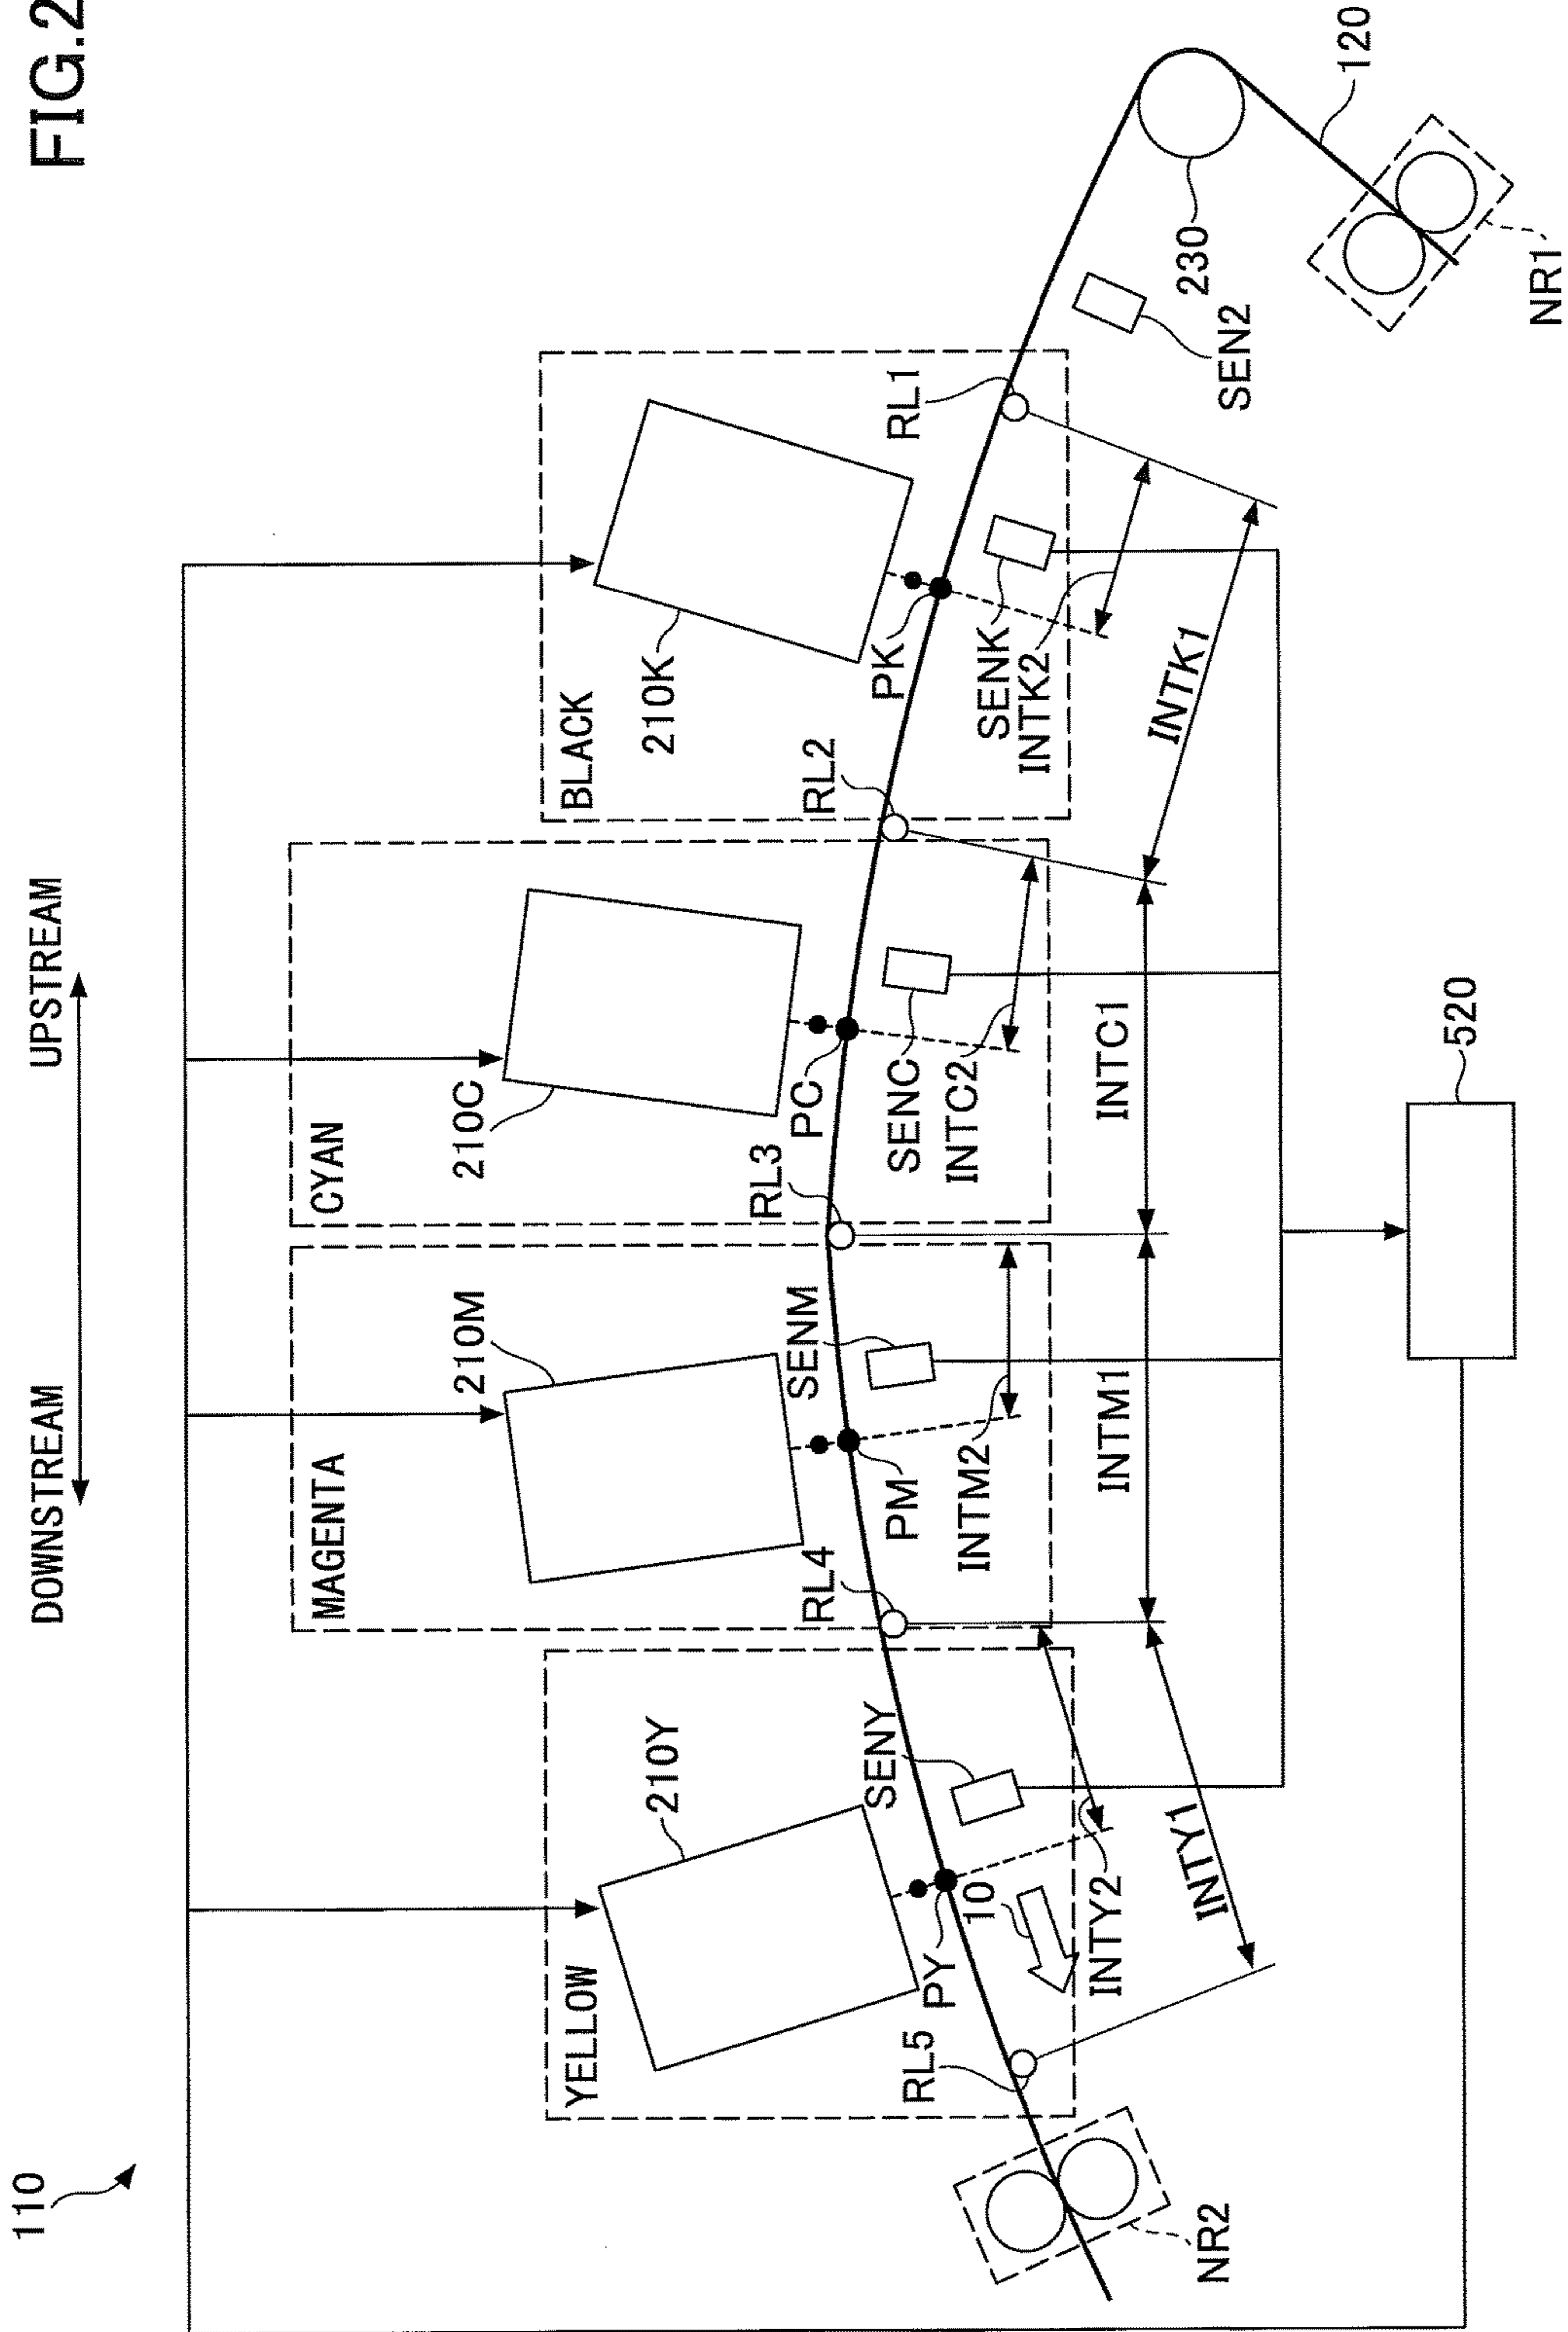 FIG.2
110
DOWNSTREAM
UPSTREAM
YELLOW
210Y
MAGENTA
210M
CYAN
210C
BLACK
210K
RL5
PY
SENY
RL4
PM
SENM
RL3
PC
RL2
PK
RL1
10
INTY2
INTM2
SENC
INTC2
SENK
INTK2
SEN2
230
120
NR2
INTY1
INTM1
INTC1
INTK1
NR1
520